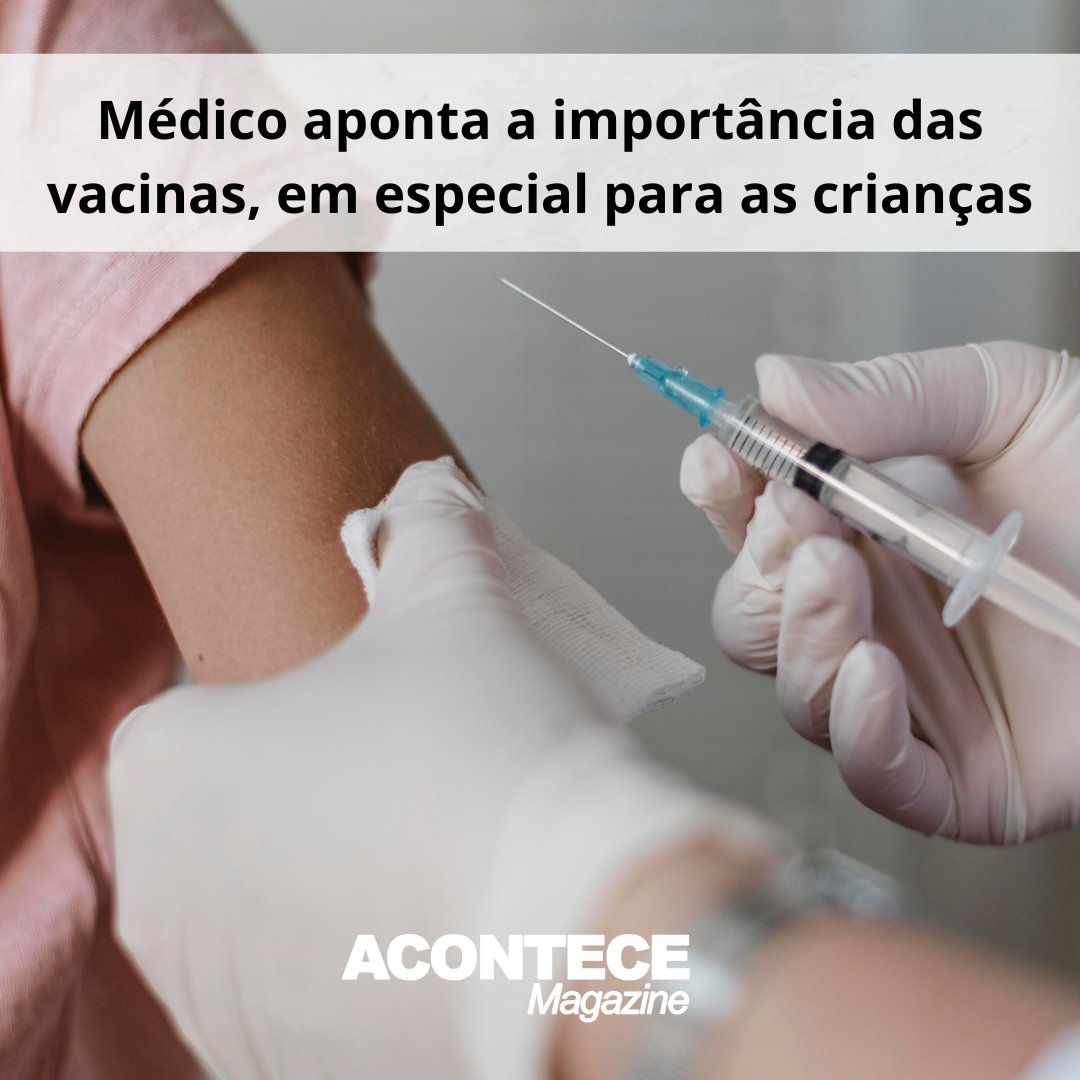 Médico aponta a importância das
vacinas, em especial para as crianças
ACONTECE
Magazine